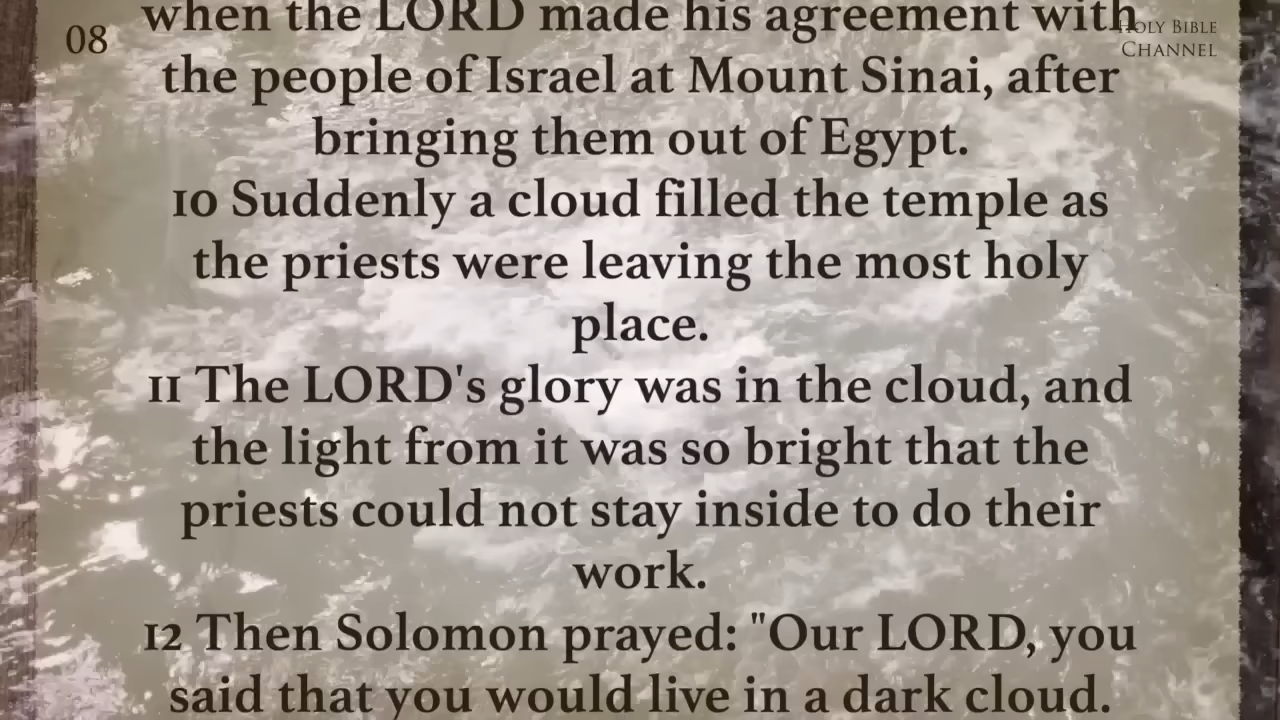 08
when the LORD made his agreement with
HOLY BIBLE
CHANNEL
the people of Israel at Mount Sinai, after
bringing them out of Egypt.
10 Suddenly a cloud filled the temple as
the priests were leaving the most holy
place.
11 The LORD's glory was in the cloud, and
the light from it was so bright that the
priests could not stay inside to do their
work.
12 Then Solomon prayed: "Our LORD, you
said that you would live in a dark cloud.